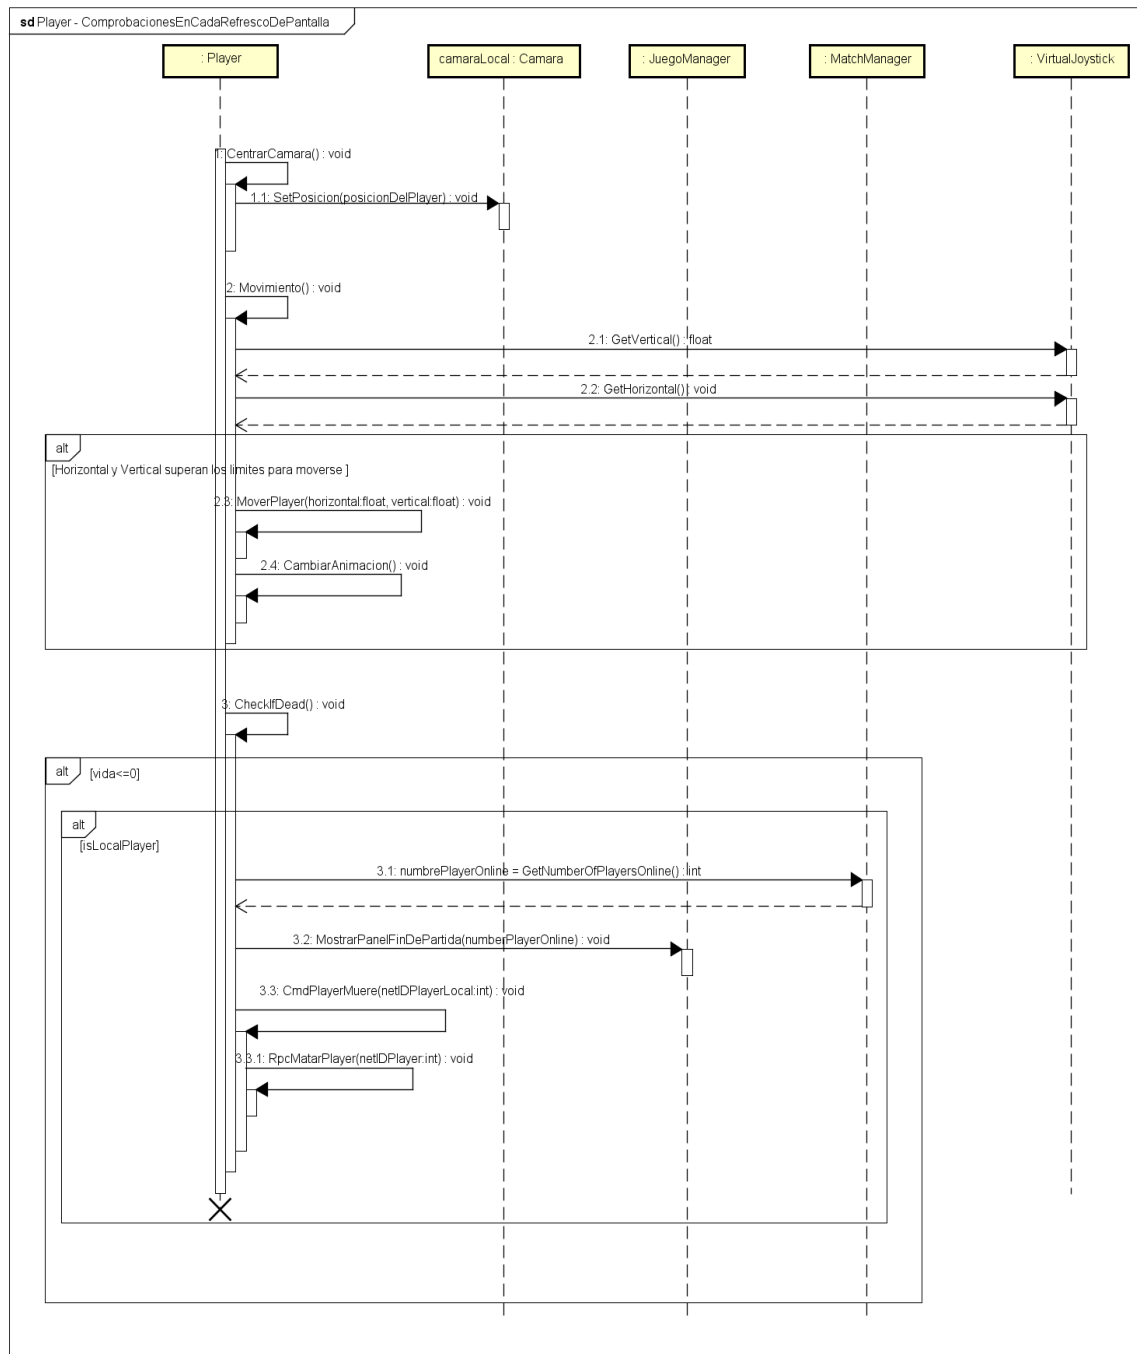 sd Player - ComprobacionesEnCadaRefrescoDePantalla
: Player
camaraLocal : Camara
: JuegoManager
: MatchManager
: VirtualJoystick
1: CentrarCamara() : void
1.1: SetPosicion(posicionDelPlayer) : void
2: Movimiento() : void
2.1: GetVertical() : float
2.2: GetHorizontal() : void
alt
[Horizontal y Vertical superan los limites para moverse ]
2.3: MoverPlayer(horizontal:float, vertical:float) : void
2.4: CambiarAnimacion() : void
3: CheckIfDead() : void
alt
[vida<=0]
alt
[isLocalPlayer]
3.1: numbrePlayerOnline = GetNumberOfPlayersOnline() : int
3.2: MostrarPanelFinDePartida(numberPlayerOnline) : void
3.3: CmdPlayerMuere(netIDPlayerLocal:int) : void
3.3.1: RpcMatarPlayer(netIDPlayer:int) : void